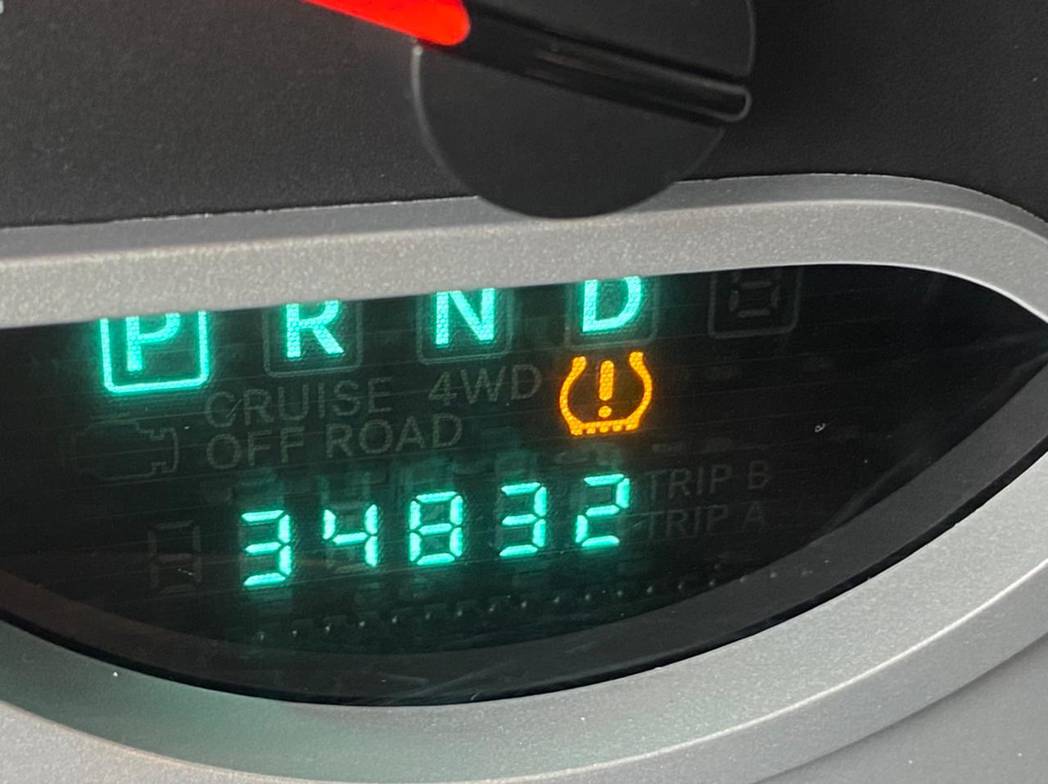 P R N D
CRUISE 4WD
OFF ROAD
TRIP B
34832
TRIP A